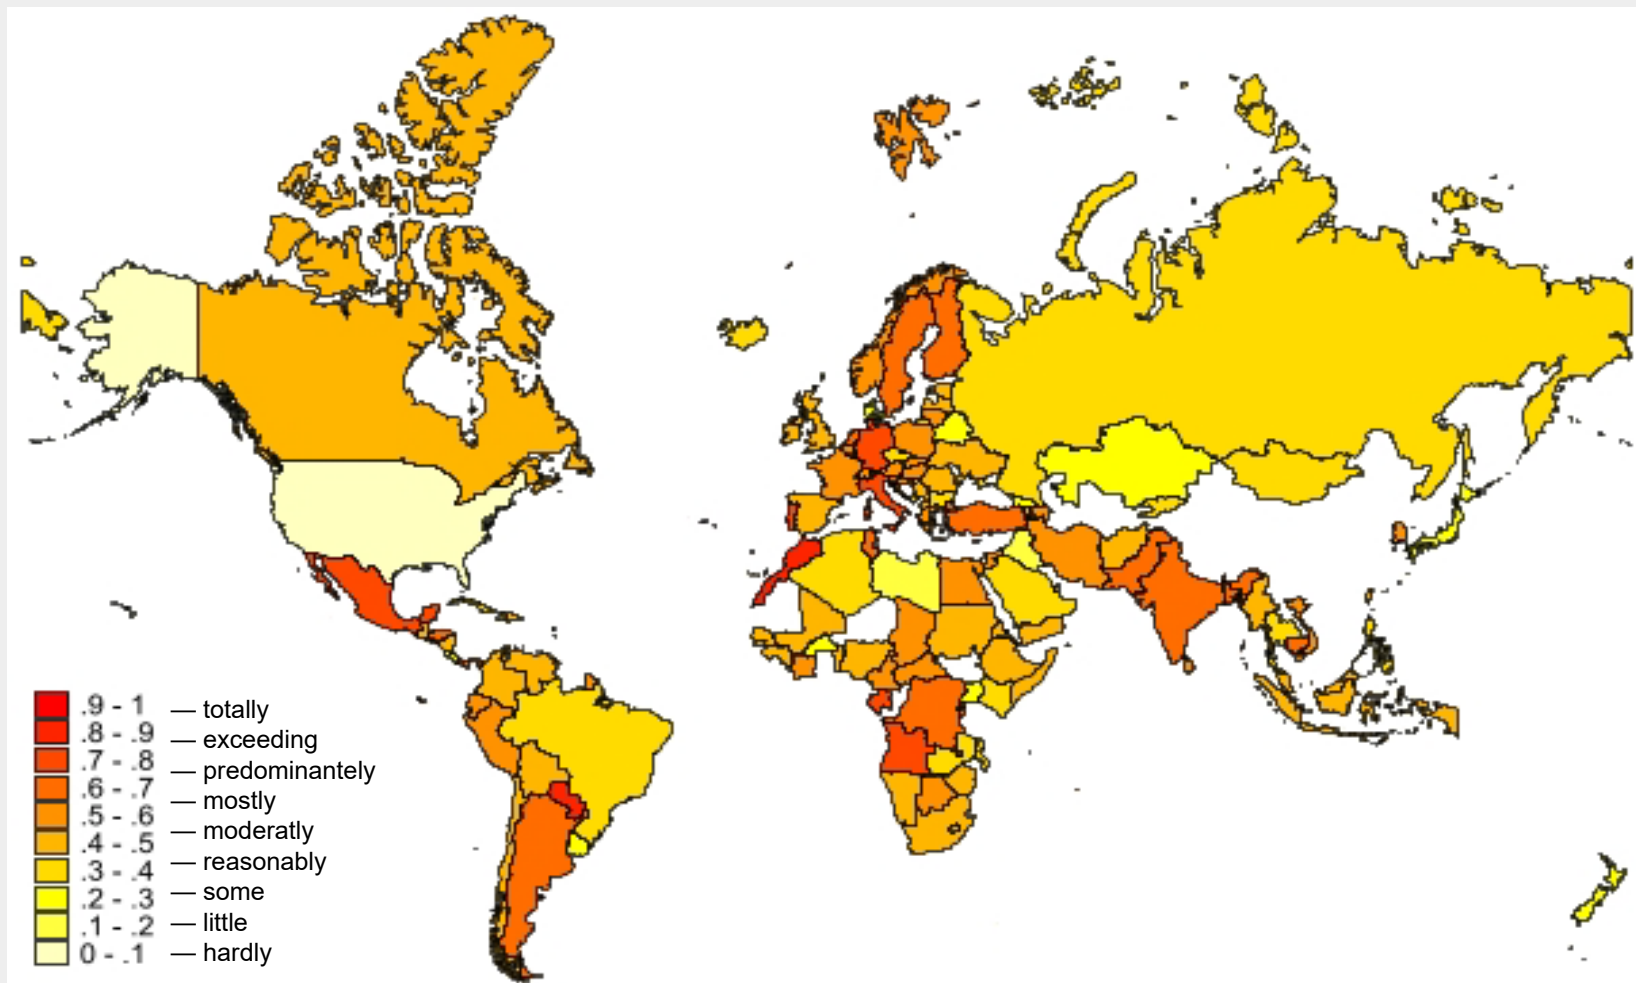 .9 - 1 — totally
.8 - .9 — exceeding
.7 - .8 — predominantely
.6 - .7 — mostly
.5 - .6 — moderatly
.4 - .5 — reasonably
.3 - .4 — some
.2 - .3 — little
.1 - .2 — hardly
0 - .1